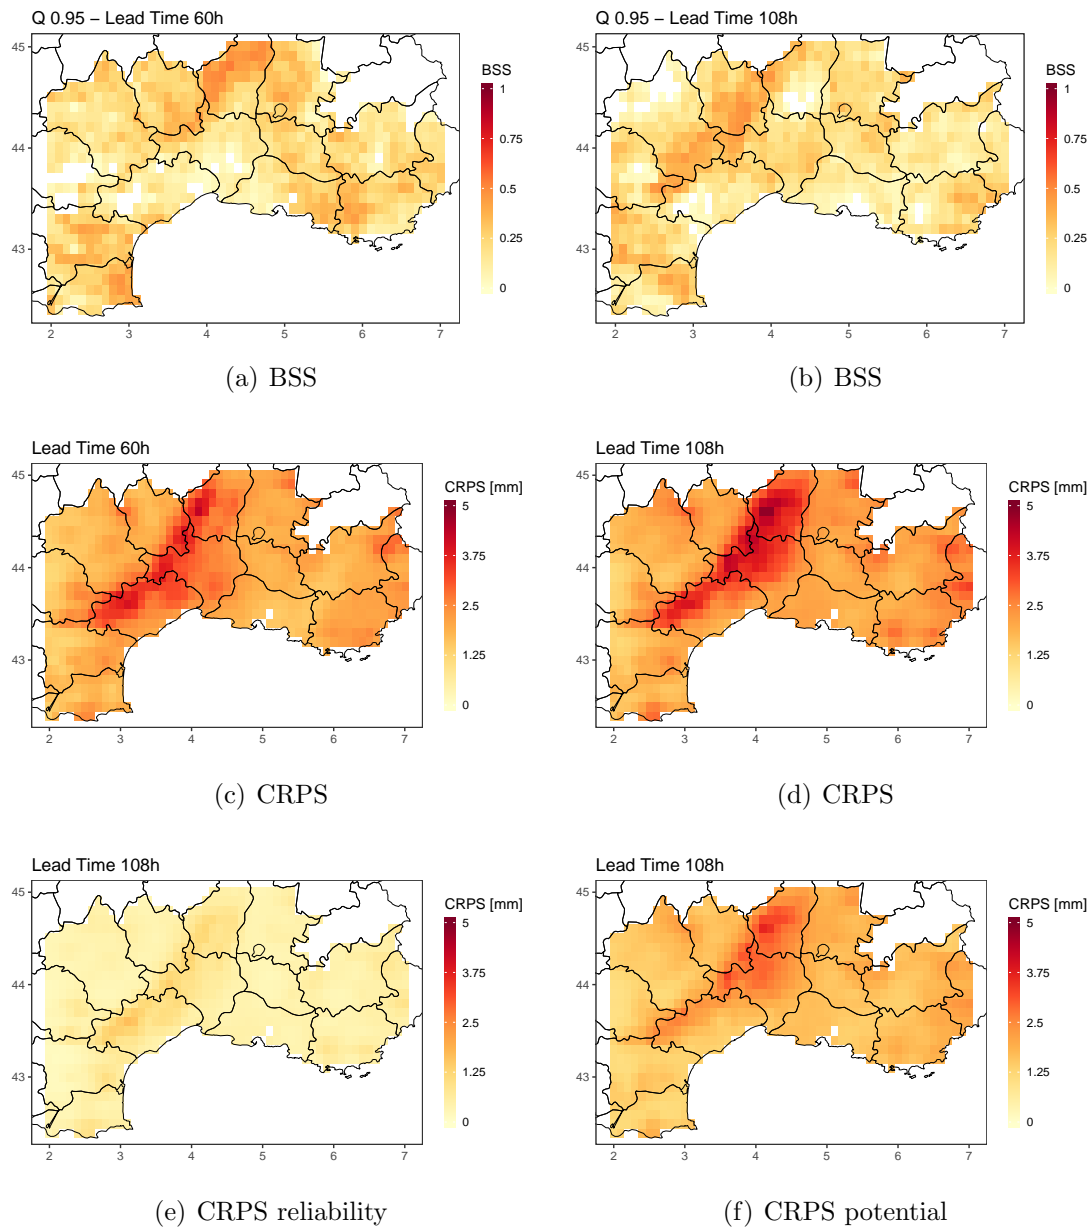 Q 0.95 − Lead Time 60h
45
44
43
2 3 4 5 6 7
BSS
1
0.75
0.5
0.25
0
(a) BSS
Q 0.95 − Lead Time 108h
45
44
43
2 3 4 5 6 7
BSS
1
0.75
0.5
0.25
0
(b) BSS
Lead Time 60h
45
44
43
2 3 4 5 6 7
CRPS [mm]
5
3.75
2.5
1.25
0
(c) CRPS
Lead Time 108h
45
44
43
2 3 4 5 6 7
CRPS [mm]
5
3.75
2.5
1.25
0
(d) CRPS
Lead Time 108h
45
44
43
2 3 4 5 6 7
CRPS [mm]
5
3.75
2.5
1.25
0
(e) CRPS reliability
Lead Time 108h
45
44
43
2 3 4 5 6 7
CRPS [mm]
5
3.75
2.5
1.25
0
(f) CRPS potential